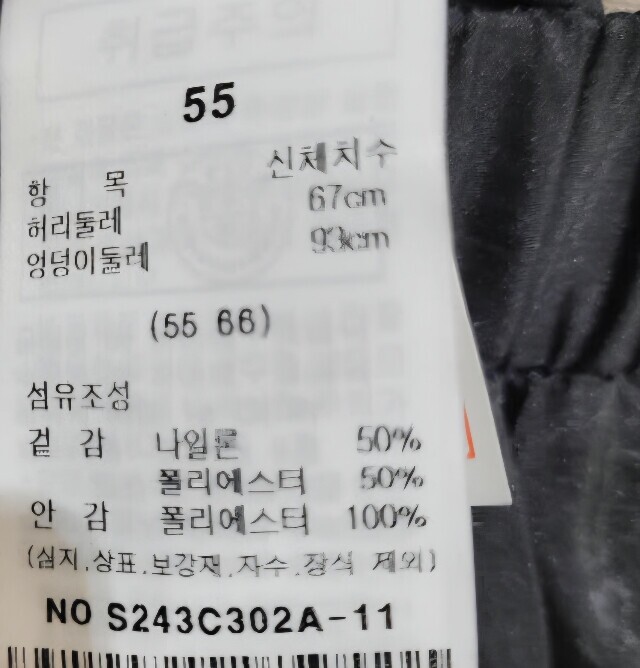 55
항 목 신체치수
허리둘레 67cm
엉덩이둘레 93cm
(55 66)
섬유조성
겉 감 나일론 50%
폴리에스터 50%
안 감 폴리에스터 100%
(심지,상표,보강재,자수,장식 제외)
NO S243C302A-11